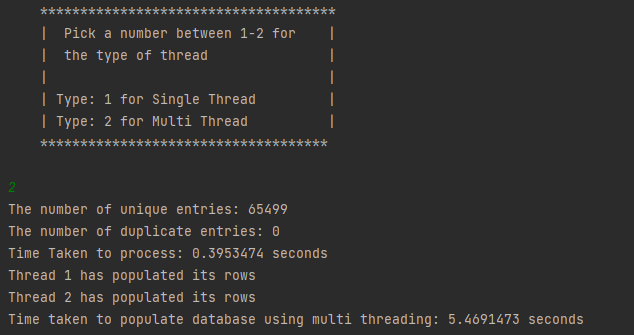 *************************************
|  Pick a number between 1-2 for    |
|  the type of thread               |
|                                   |
| Type: 1 for Single Thread         |
| Type: 2 for Multi Thread          |
************************************
2
The number of unique entries: 65499
The number of duplicate entries: 0
Time Taken to process: 0.3953474 seconds
Thread 1 has populated its rows
Thread 2 has populated its rows
Time taken to populate database using multi threading: 5.4691473 seconds